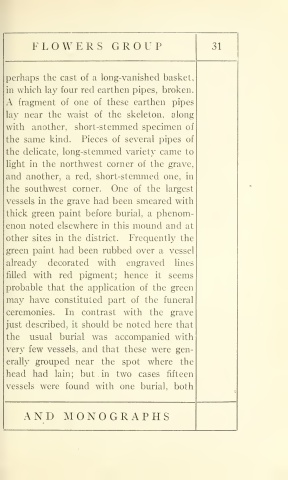 FLOWERS GROUP 31
perhaps the cast of a long-vanished basket,
in which lay four red earthen pipes, broken.
A fragment of one of these earthen pipes
lay near the waist of the skeleton, along
with another, short-stemmed specimen of
the same kind. Pieces of several pipes of
the delicate, long-stemmed variety came to
light in the northwest corner of the grave,
and another, a red, short-stemmed one, in
the southwest corner. One of the largest
vessels in the grave had been smeared with
thick green paint before burial, a phenom-
enon noted elsewhere in this mound and at
other sites in the district. Frequently the
green paint had been rubbed over a vessel
already decorated with engraved lines
filled with red pigment; hence it seems
probable that the application of the green
may have constituted part of the funeral
ceremonies. In contrast with the grave
just described, it should be noted here that
the usual burial was accompanied with
very few vessels, and that these were gen-
erally grouped near the spot where the
head had lain; but in two cases fifteen
vessels were found with one burial, both
AND MONOGRAPHS